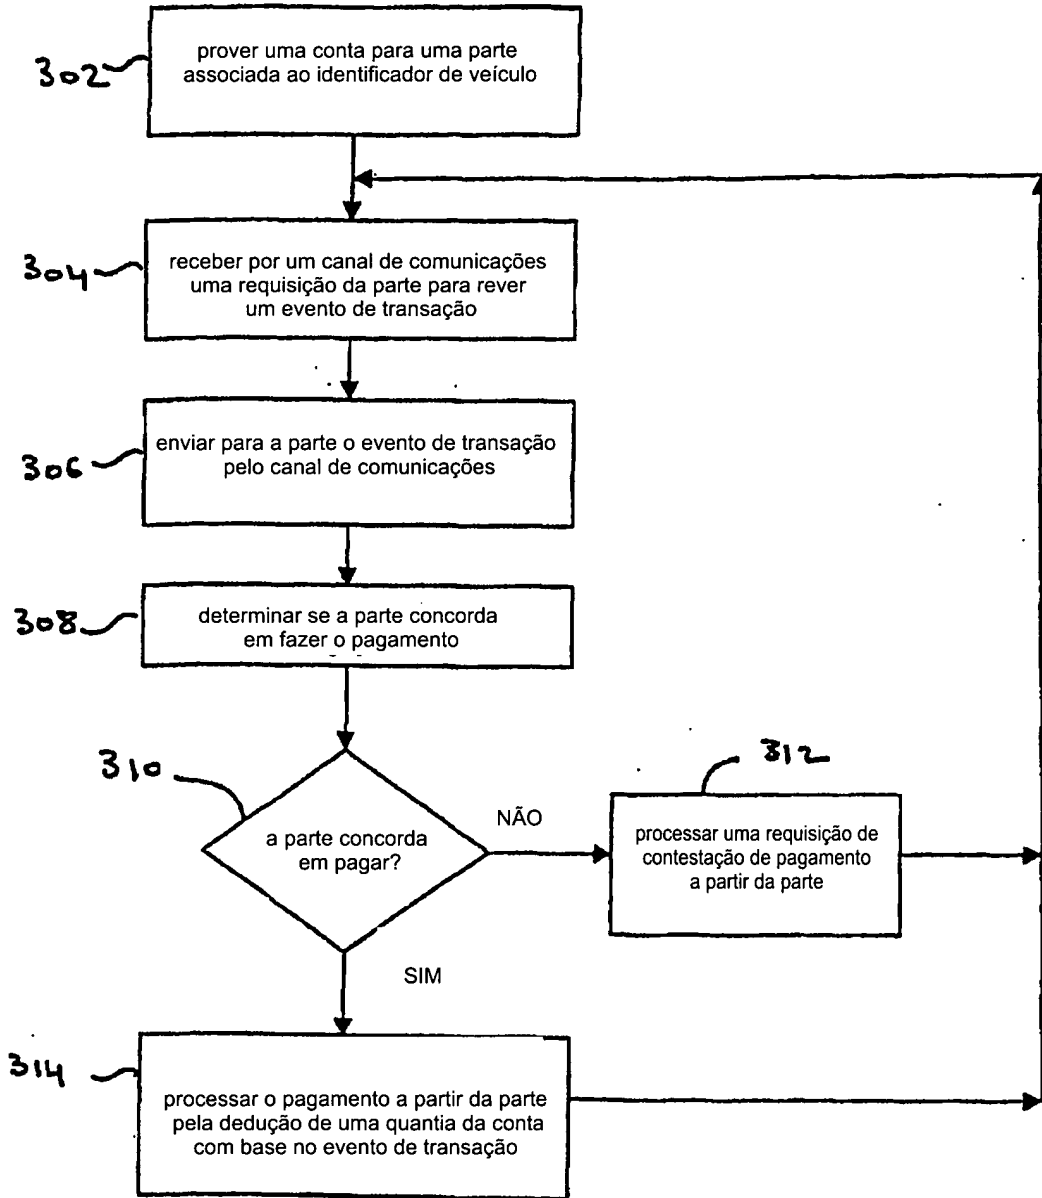 302
prover uma conta para uma parte
associada ao identificador de veículo
304
receber por um canal de comunicações
uma requisição da parte para rever
um evento de transação
306
enviar para a parte o evento de transação
pelo canal de comunicações
308
determinar se a parte concorda
em fazer o pagamento
310
a parte concorda
em pagar?
NÃO
312
processar uma requisição de
contestação de pagamento
a partir da parte
SIM
314
processar o pagamento a partir da parte
pela dedução de uma quantia da conta
com base no evento de transação